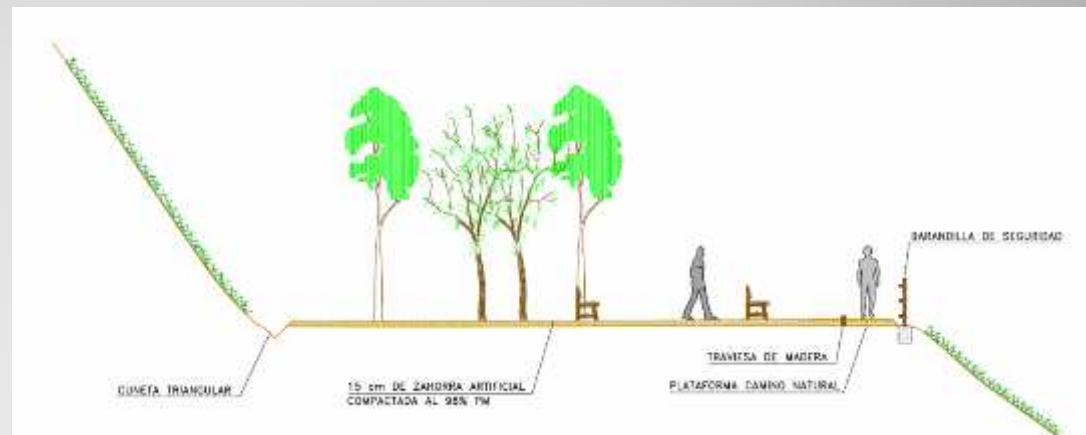 BARANDILLA DE SEGURIDAD
TRAVIESA DE MADERA
PLATAFORMA CAMINO NATURAL
CUNETA TRIANGULAR
15 cm DE ZAHORRA ARTIFICIAL
COMPACTADA AL 98% PM